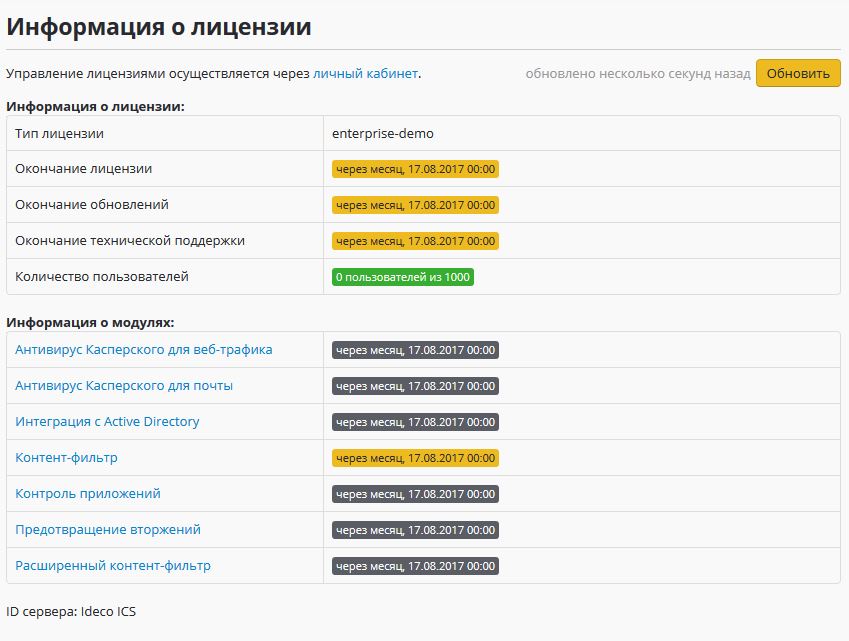 Информация о лицензии
Управление лицензиями осуществляется через личный кабинет. обновлено несколько секунд назад Обновить
Информация о лицензии:
Тип лицензии enterprise-demo
Окончание лицензии через месяц, 17.08.2017 00:00
Окончание обновлений через месяц, 17.08.2017 00:00
Окончание технической поддержки через месяц, 17.08.2017 00:00
Количество пользователей 0 пользователей из 1000
Информация о модулях:
Антивирус Касперского для веб-трафика через месяц, 17.08.2017 00:00
Антивирус Касперского для почты через месяц, 17.08.2017 00:00
Интеграция с Active Directory через месяц, 17.08.2017 00:00
Контент-фильтр через месяц, 17.08.2017 00:00
Контроль приложений через месяц, 17.08.2017 00:00
Предотвращение вторжений через месяц, 17.08.2017 00:00
Расширенный контент-фильтр через месяц, 17.08.2017 00:00
ID сервера: Ideco ICS